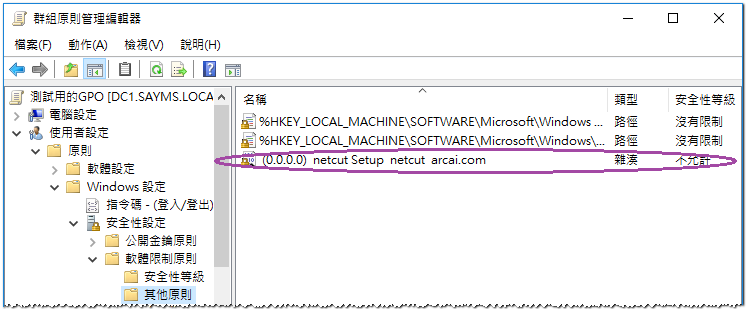 群組原則管理編輯器
檔案(F) 動作(A) 檢視(V) 說明(H)
測試用的GPO [DC1.SAYMS.LOCA
電腦設定
使用者設定
原則
軟體設定
Windows 設定
指令碼 - (登入/登出)
安全性設定
公開金鑰原則
軟體限制原則
安全性等級
其他原則
名稱 類型 安全性等級
%HKEY_LOCAL_MACHINE\SOFTWARE\Microsoft\Windows ... 路徑 沒有限制
%HKEY_LOCAL_MACHINE\SOFTWARE\Microsoft\Windows\... 路徑 沒有限制
(0.0.0.0) netcut Setup netcut arcai.com 雜湊 不允許